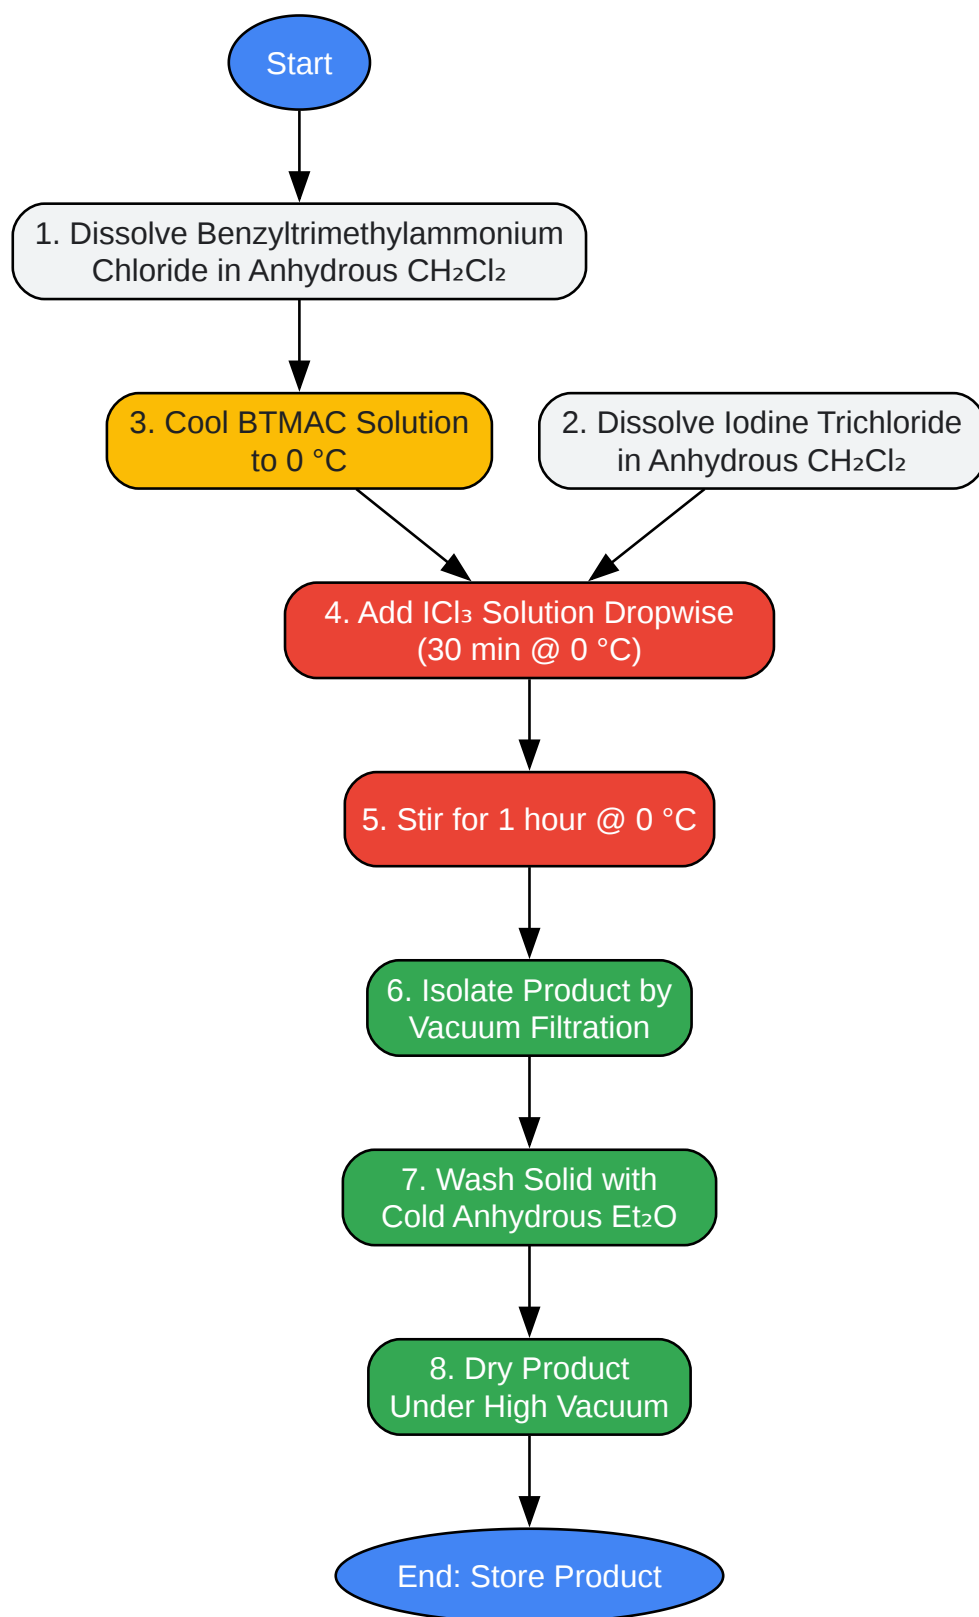 Start
1. Dissolve Benzyltrimethylammonium
Chloride in Anhydrous CH₂Cl₂
3. Cool BTMAC Solution
to 0 °C
2. Dissolve Iodine Trichloride
in Anhydrous CH₂Cl₂
4. Add ICl₃ Solution Dropwise
(30 min @ 0 °C)
5. Stir for 1 hour @ 0 °C
6. Isolate Product by
Vacuum Filtration
7. Wash Solid with
Cold Anhydrous Et₂O
8. Dry Product
Under High Vacuum
End: Store Product